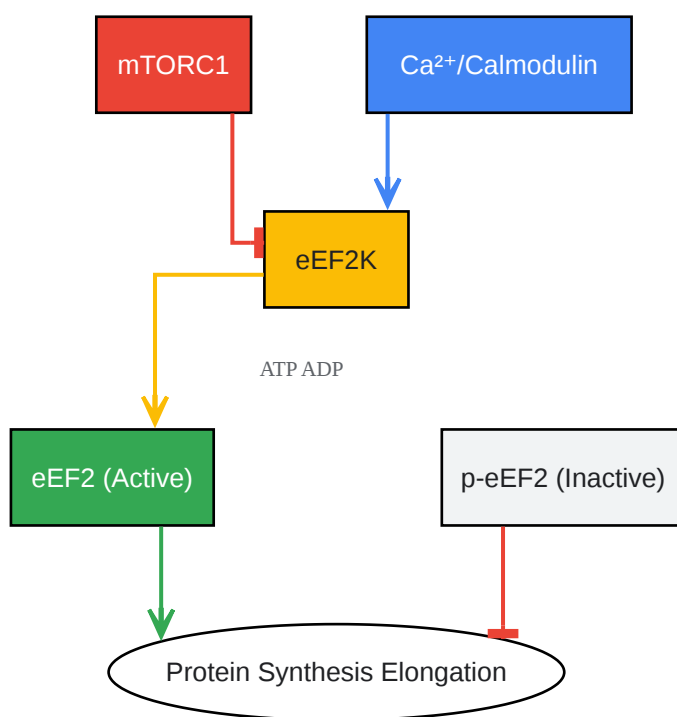 mTORC1
Ca²⁺/Calmodulin
eEF2K
ATP ADP
eEF2 (Active)
p-eEF2 (Inactive)
Protein Synthesis Elongation